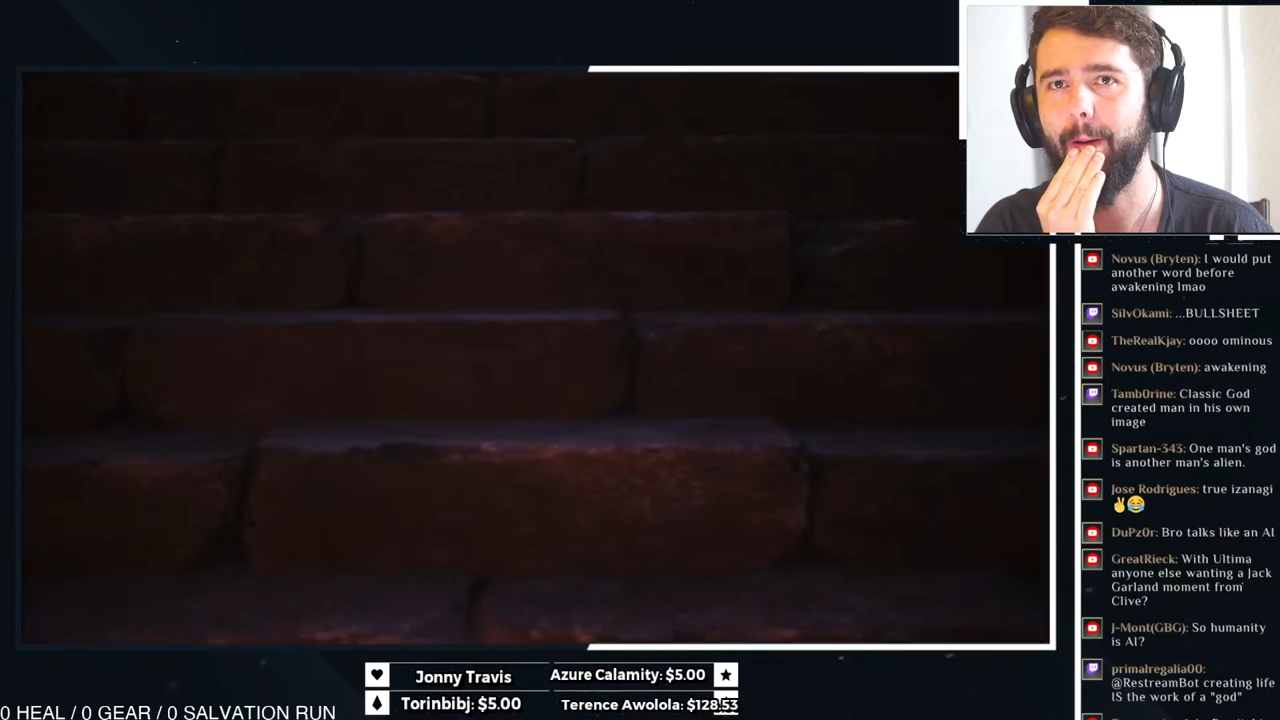 Novus (Bryten): I would put
another word before
awakening lmao
SilvOkami: ...BULLSHEET
TheRealKjay: oooo ominous
Novus (Bryten): awakening
Tamb0rine: Classic God
created man in his own
image
Spartan-343: One man's god
is another man's alien.
Jose Rodrigues: true izanagi
✌😂
DuPz0r: Bro talks like an AI
GreatRieck: With Ultima
anyone else wanting a Jack
Garland moment from
Clive?
J-Mont(GBG): So humanity
is AI?
primalregalia00:
@RestreamBot creating life
IS the work of a "god"
Jonny Travis
Azure Calamity: $5.00
Torinbibj: $5.00
Terence Awolola: $128.53
0 HEAL / 0 GEAR / 0 SALVATION RUN